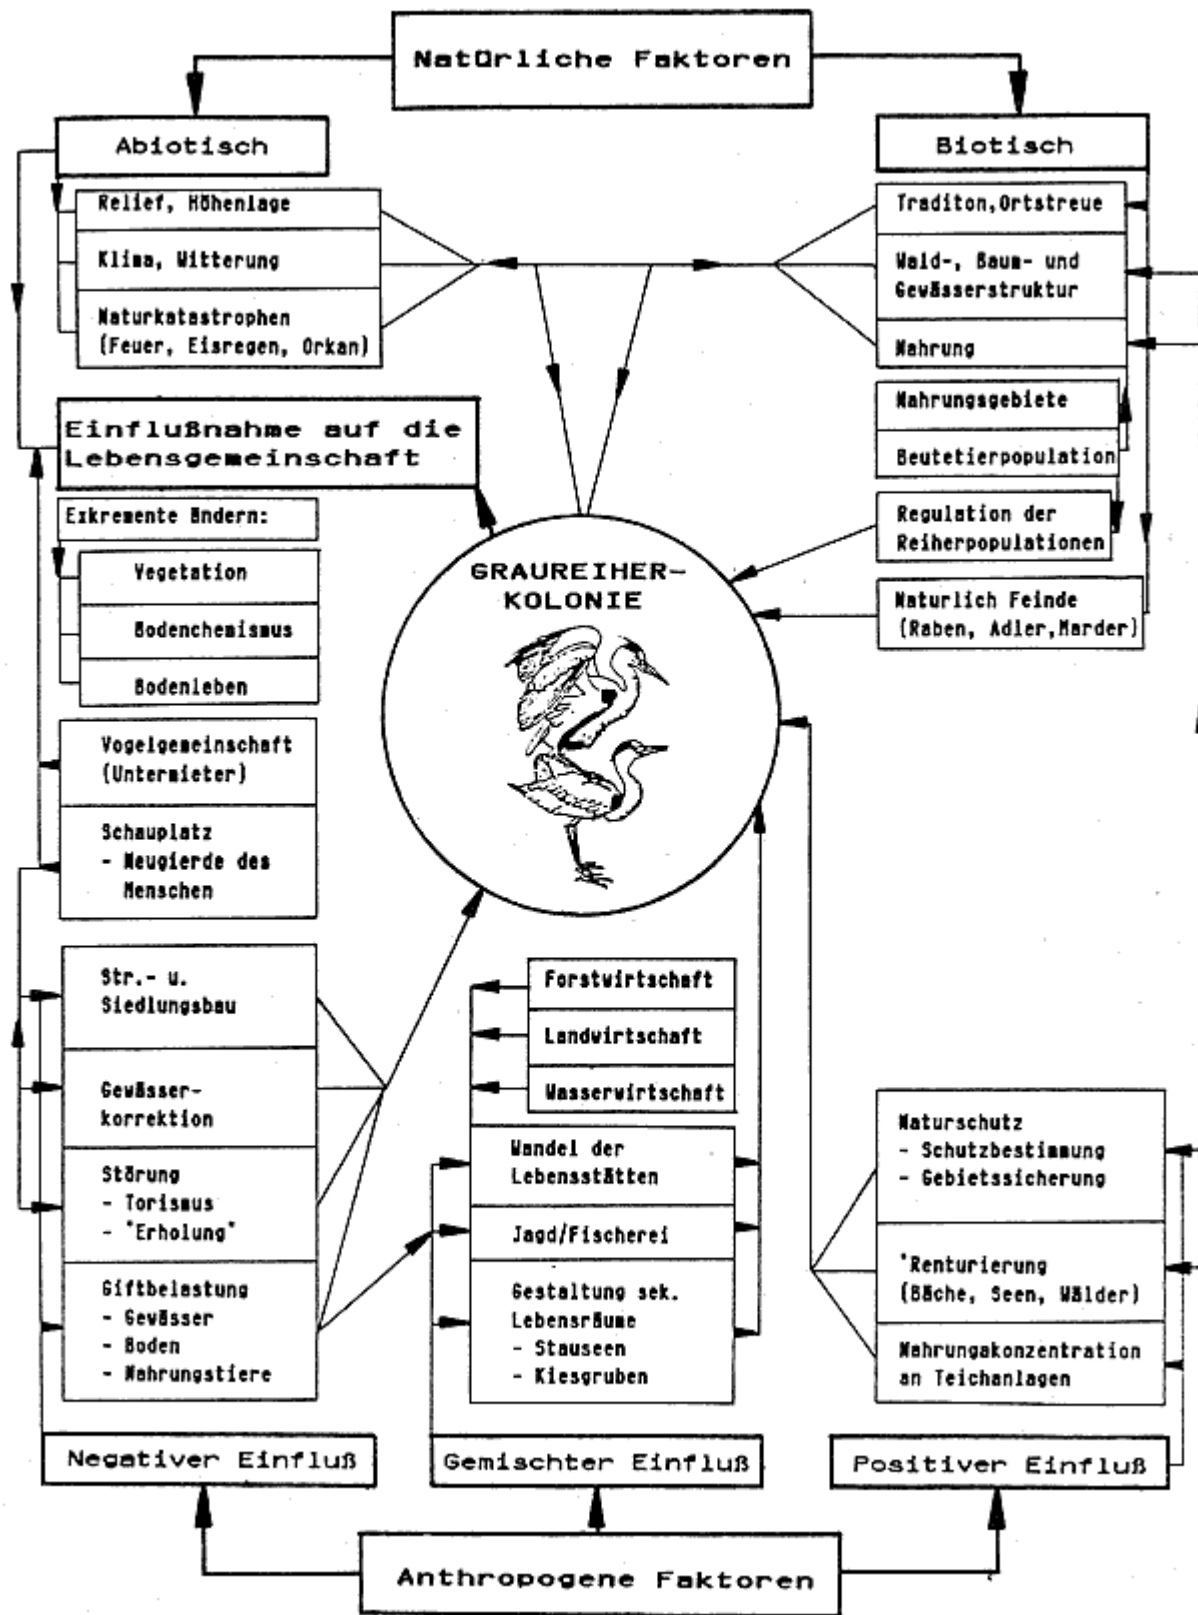 Natürliche Faktoren
Abiotisch
Biotisch
Relief, Höhenlage
Klima, Witterung
Naturkatastrophen
(Feuer, Eisregen, Orkan)
Traditon,Ortstreue
Wald-, Baum- und
Gewässerstruktur
Nahrung
Nahrungsgebiete
Beutetierpopulation
Regulation der
Reiherpopulationen
Naturlich Feinde
(Raben, Adler,Marder)
Einflußnahme auf die
Lebensgemeinschaft
Exkremente ändern:
Vegetation
Bodenchemismus
Bodenleben
Vogelgemeinschaft
(Untermieter)
Schauplatz
- Neugierde des
Menschen
GRAUREIHER-
KOLONIE
Str.- u.
Siedlungsbau
Gewässer-
korrektion
Störung
- Torismus
- "Erholung"
Giftbelastung
- Gewässer
- Boden
- Nahrungstiere
Forstwirtschaft
Landwirtschaft
Wasserwirtschaft
Wandel der
Lebensstätten
Jagd/Fischerei
Gestaltung sek.
Lebensräume
- Stauseen
- Kiesgruben
Naturschutz
- Schutzbestimmung
- Gebietssicherung
"Renturierung
(Bäche, Seen, Wälder)
Nahrungakonzentration
an Teichanlagen
Negativer Einfluß
Gemischter Einfluß
Positiver Einfluß
Anthropogene Faktoren